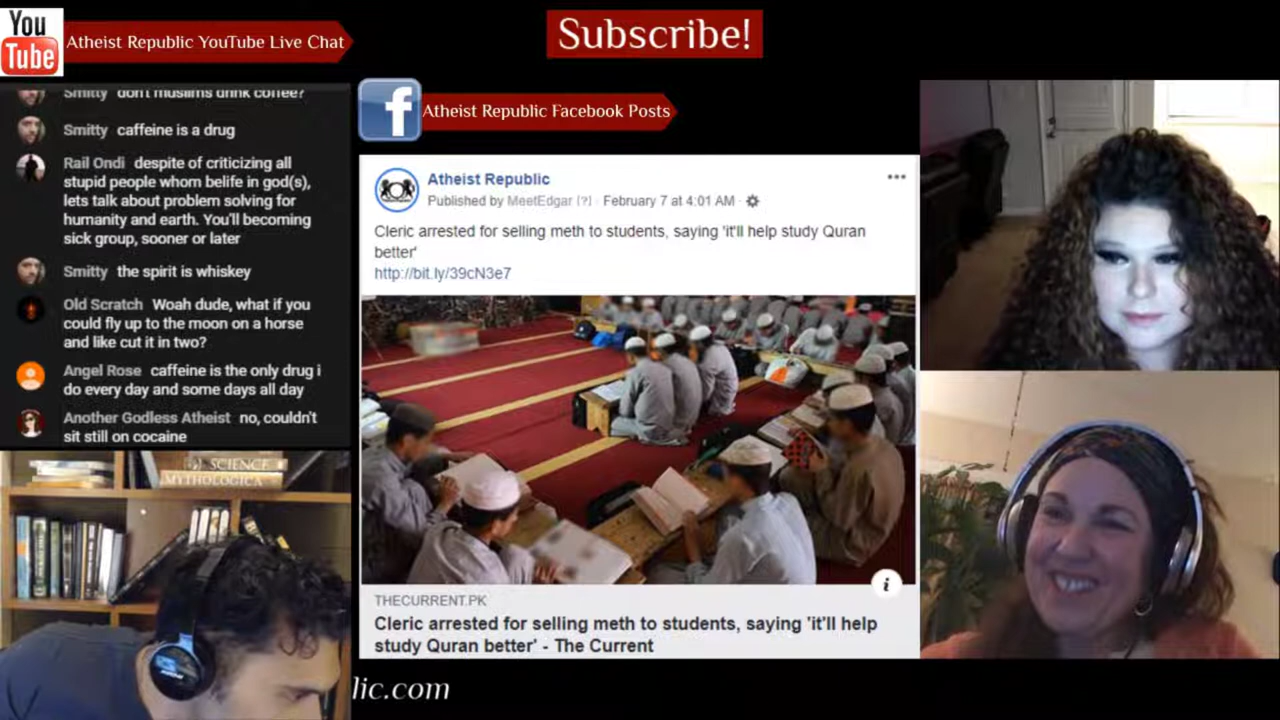 You
Tube
Atheist Republic YouTube Live Chat
Subscribe!
Smitty don't muslims drink coffee?
Smitty caffeine is a drug
Rail Ondi despite of criticizing all
stupid people whom belife in god(s),
lets talk about problem solving for
humanity and earth. You'll becoming
sick group, sooner or later
Smitty the spirit is whiskey
Old Scratch Woah dude, what if you
could fly up to the moon on a horse
and like cut it in two?
Angel Rose caffeine is the only drug i
do every day and some days all day
Another Godless Atheist no, couldn't
sit still on cocaine
f
Atheist Republic Facebook Posts
Atheist Republic
Published by MeetEdgar [?] · February 7 at 4:01 AM ·
Cleric arrested for selling meth to students, saying 'it'll help study Quran
better'
http://bit.ly/39cN3e7
i
THECURRENT.PK
Cleric arrested for selling meth to students, saying 'it'll help
study Quran better' - The Current
SCIENCE
MYTHOLOGICA
lic.com